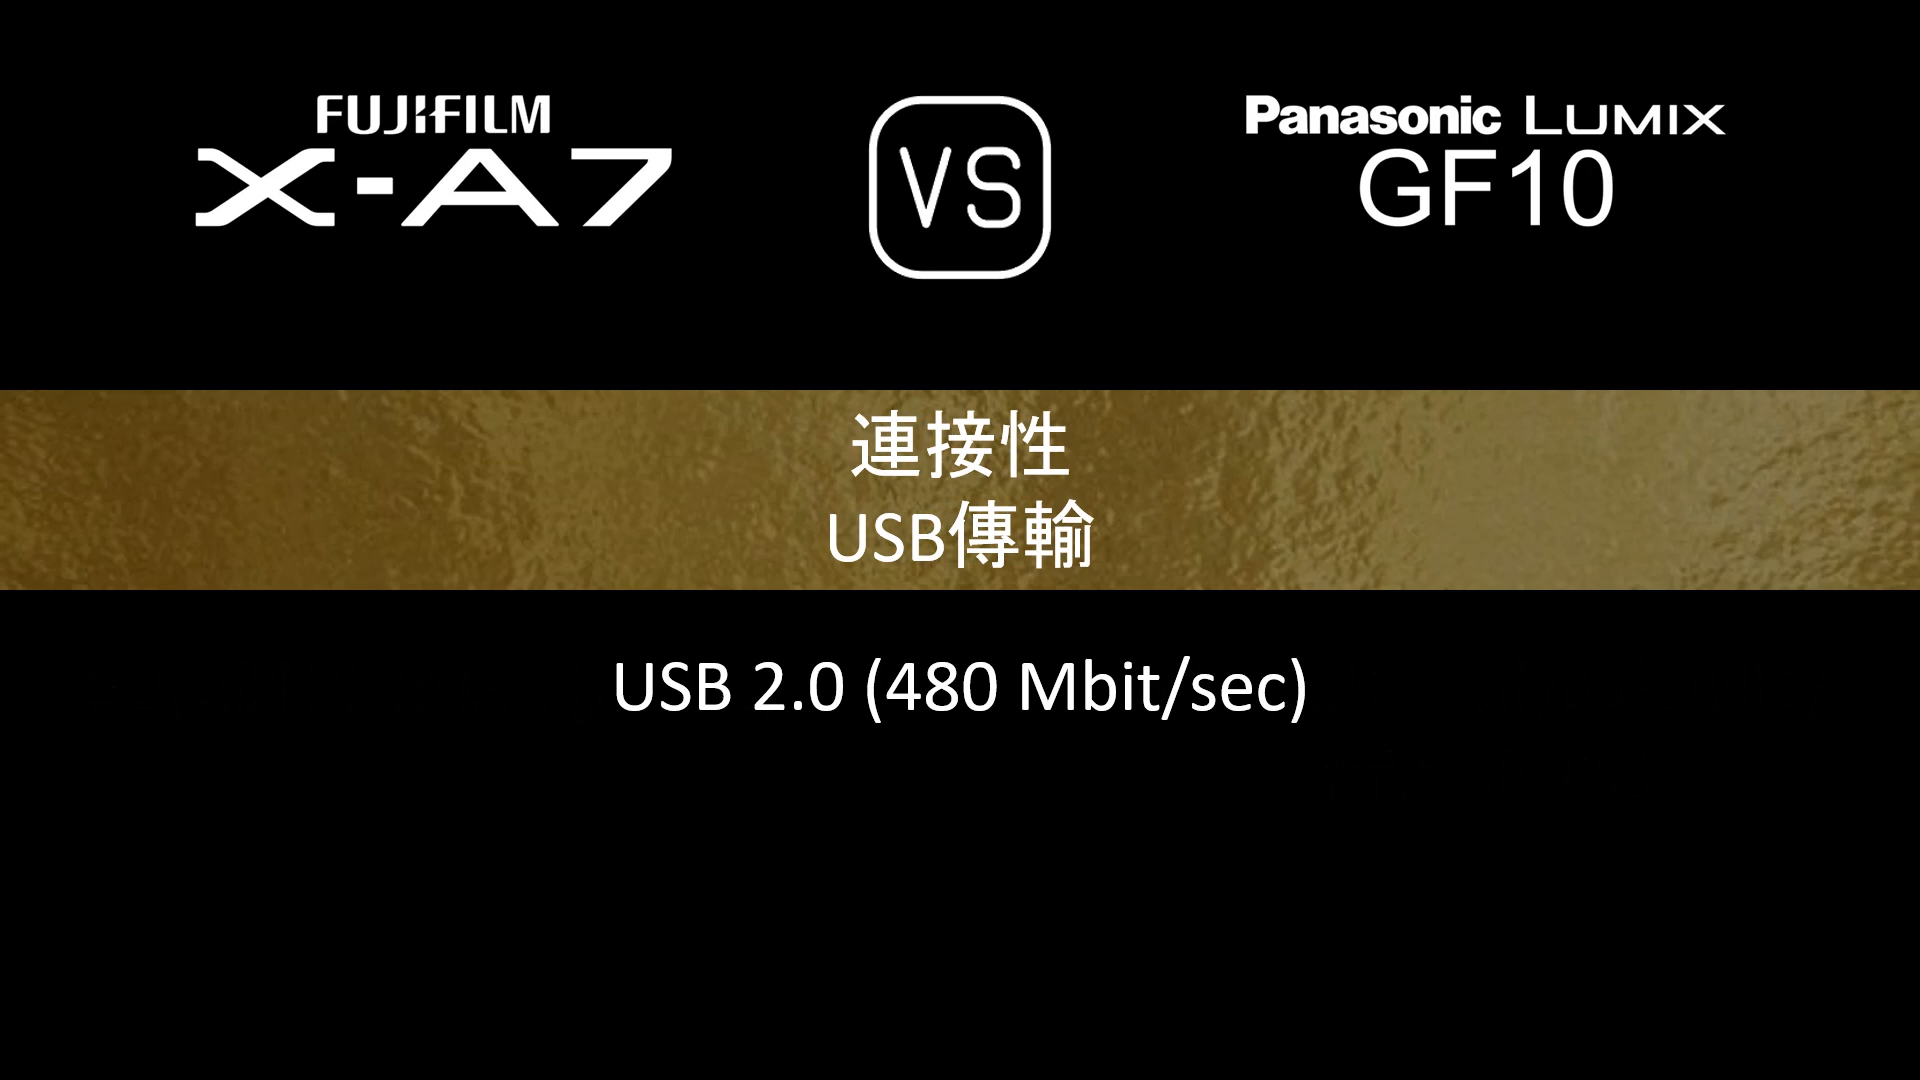 FUJIFILM
X-A7
VS
Panasonic LUMIX
GF10
連接性
USB傳輸
USB 2.0 (480 Mbit/sec)